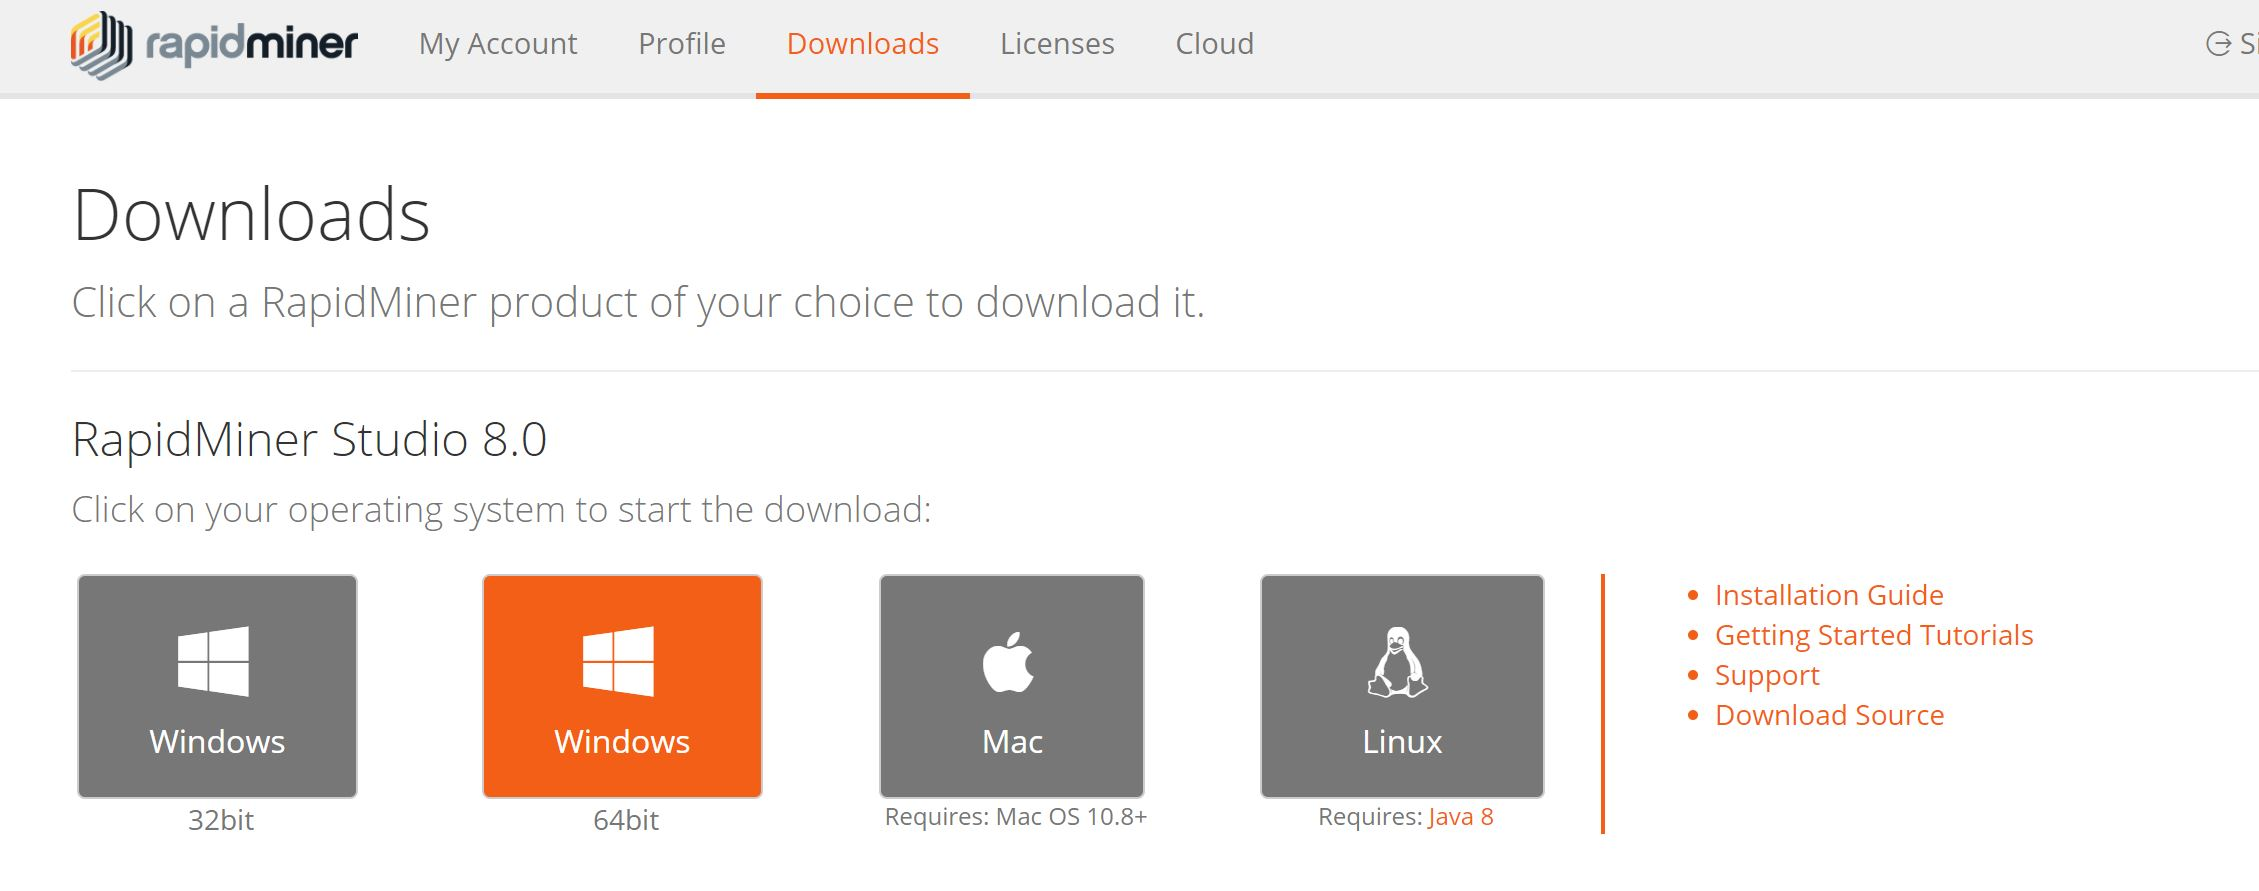 rapidminer My Account Profile Downloads Licenses Cloud
Downloads
Click on a RapidMiner product of your choice to download it.
RapidMiner Studio 8.0
Click on your operating system to start the download:
Windows
32bit
Windows
64bit
Mac
Requires: Mac OS 10.8+
Linux
Requires: Java 8
Installation Guide
Getting Started Tutorials
Support
Download Source